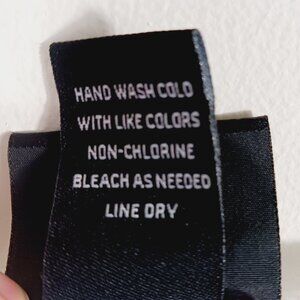 HAND WASH COLD
WITH LIKE COLORS
NON-CHLORINE
BLEACH AS NEEDED
LINE DRY